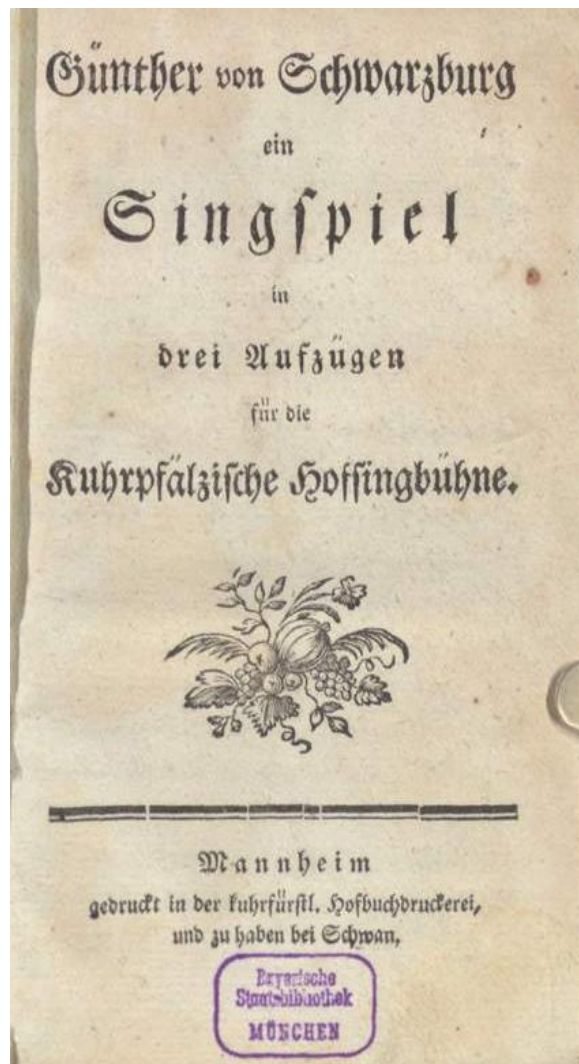 Günther von Schwarzburg
ein
Singſpiel
in
drei Aufzügen
für die
Kuhrpfälziſche Hofſingbühne.
Mannheim
gedruckt in der kuhrfürſtl. Hofbuchdruckerei,
und zu haben bei Schwan,
Bayerische
Staatsbibliothek
MÜNCHEN